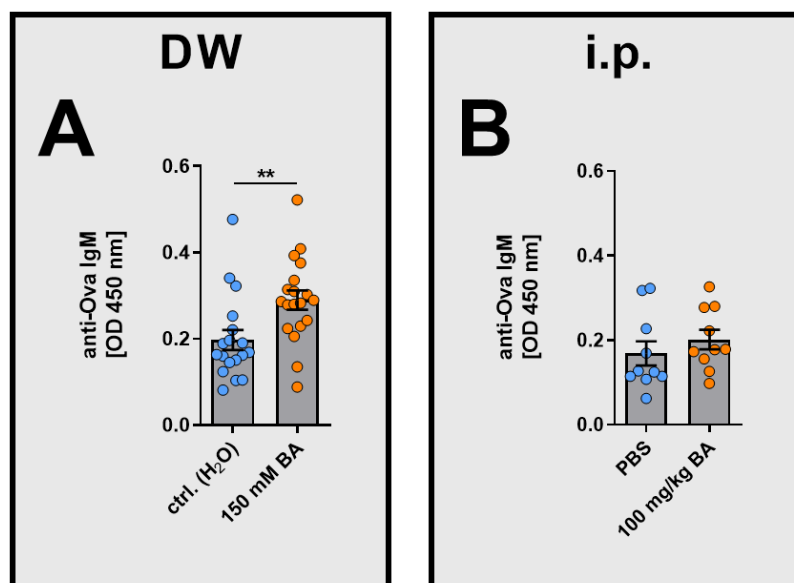 DW
A
anti-Ova IgM
[OD 450 nm]
0.6
0.4
0.2
0.0
**
ctrl. (H₂O)
150 mM BA
i.p.
B
anti-Ova IgM
[OD 450 nm]
0.6
0.4
0.2
0.0
PBS
100 mg/kg BA